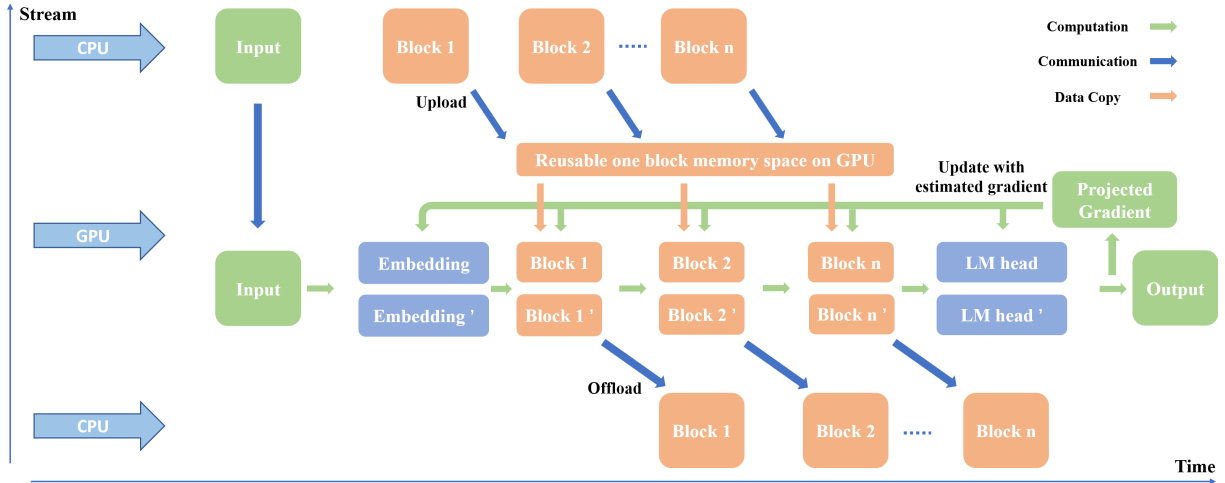 Stream
CPU
Input
Block 1
Block 2
.....
Block n
Computation
Communication
Data Copy
Upload
Reusable one block memory space on GPU
Update with
estimated gradient
Projected
Gradient
GPU
Input
Embedding
Block 1
Block 2
Block n
LM head
Output
Embedding ’
Block 1 ’
Block 2 ’
Block n ’
LM head ’
Offload
CPU
Block 1
Block 2
.....
Block n
Time